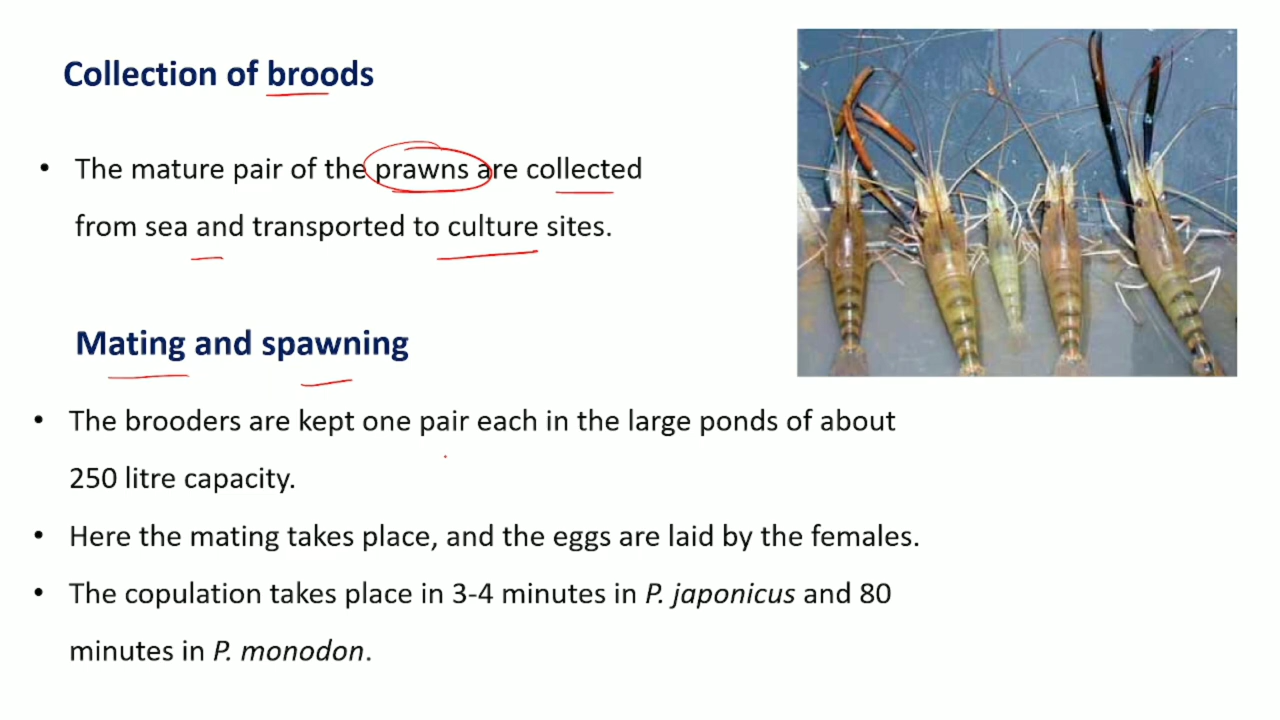 Collection of broods
• The mature pair of the prawns are collected
from sea and transported to culture sites.
Mating and spawning
• The brooders are kept one pair each in the large ponds of about
250 litre capacity.
• Here the mating takes place, and the eggs are laid by the females.
• The copulation takes place in 3-4 minutes in P. japonicus and 80
minutes in P. monodon.